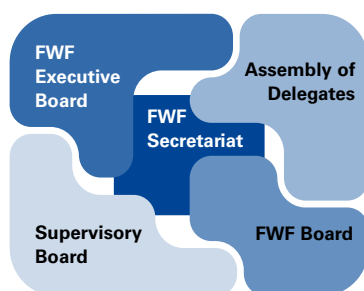 FWF
Executive
Board
Assembly of
Delegates
FWF
Secretariat
Supervisory
Board
FWF Board